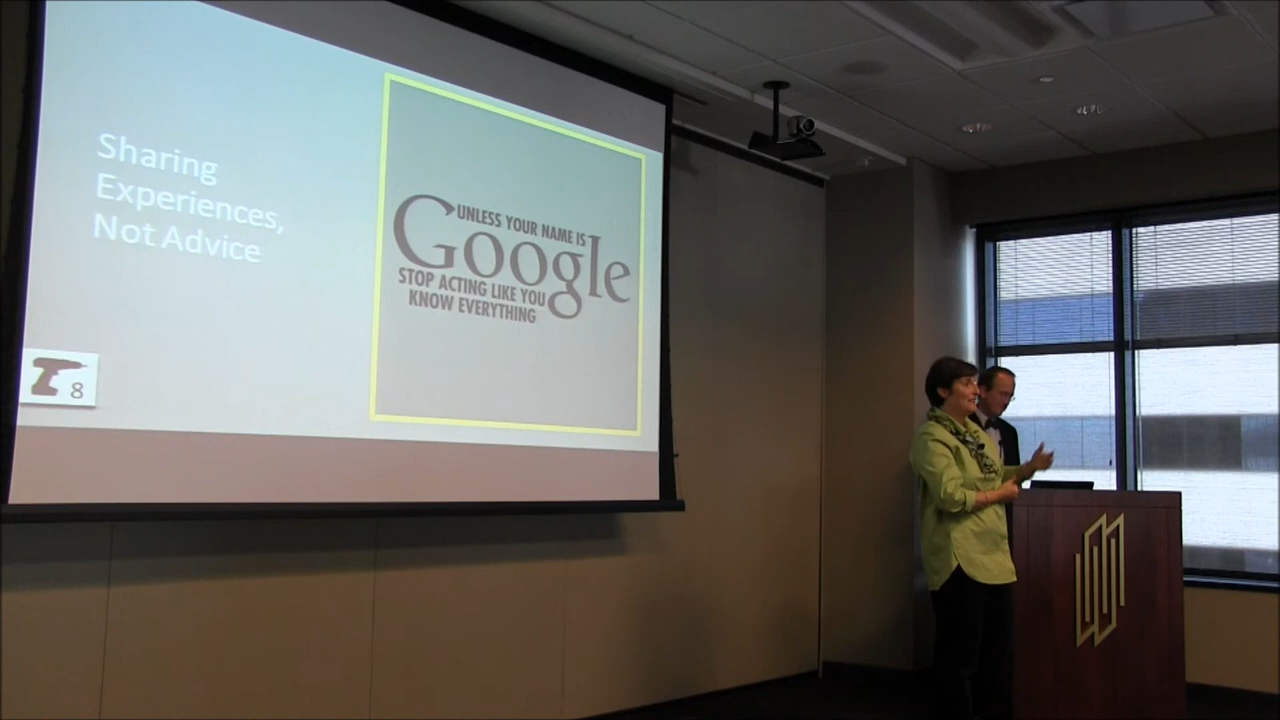 Sharing
Experiences,
Not Advice
UNLESS YOUR NAME IS
Google
STOP ACTING LIKE YOU
KNOW EVERYTHING
8